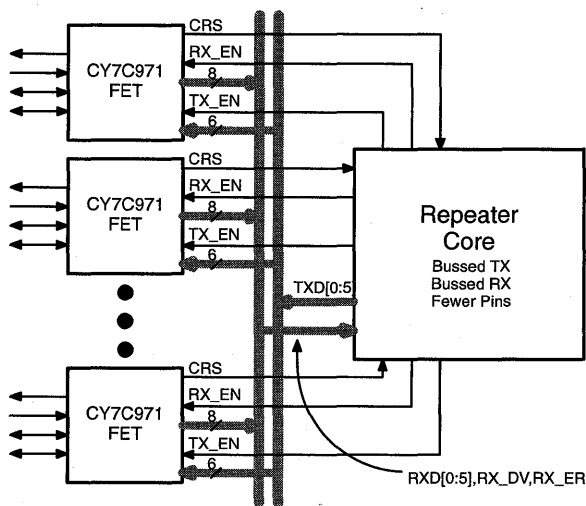 CRS
RX_EN
8
TX_EN
6
CY7C971
FET
CRS
RX_EN
8
TX_EN
6
CY7C971
FET
Repeater
Core
Bussed TX
Bussed RX
Fewer Pins
TXD[0:5]
CRS
RX_EN
8
TX_EN
6
CY7C971
FET
RXD[0:5],RX_DV,RX_ER